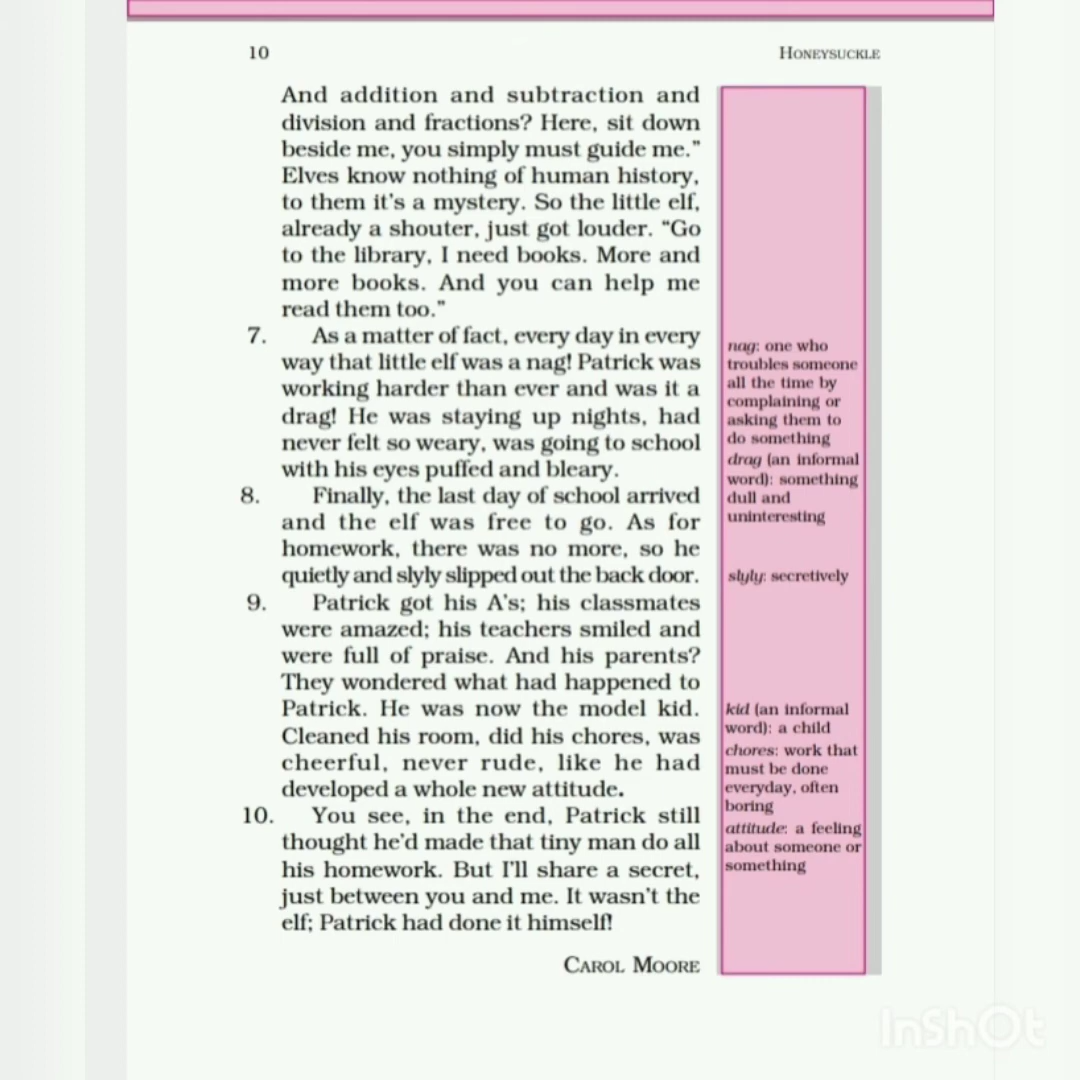 10
HONEYSUCKLE
And addition and subtraction and
division and fractions? Here, sit down
beside me, you simply must guide me.”
Elves know nothing of human history,
to them it’s a mystery. So the little elf,
already a shouter, just got louder. “Go
to the library, I need books. More and
more books. And you can help me
read them too.”
7. As a matter of fact, every day in every
way that little elf was a nag! Patrick was
working harder than ever and was it a
drag! He was staying up nights, had
never felt so weary, was going to school
with his eyes puffed and bleary.
8. Finally, the last day of school arrived
and the elf was free to go. As for
homework, there was no more, so he
quietly and slyly slipped out the back door.
9. Patrick got his A’s; his classmates
were amazed; his teachers smiled and
were full of praise. And his parents?
They wondered what had happened to
Patrick. He was now the model kid.
Cleaned his room, did his chores, was
cheerful, never rude, like he had
developed a whole new attitude.
10. You see, in the end, Patrick still
thought he’d made that tiny man do all
his homework. But I’ll share a secret,
just between you and me. It wasn’t the
elf; Patrick had done it himself!
CAROL MOORE
nag: one who
troubles someone
all the time by
complaining or
asking them to
do something
drag (an informal
word): something
dull and
uninteresting
slyly: secretively
kid (an informal
word): a child
chores: work that
must be done
everyday, often
boring
attitude: a feeling
about someone or
something
InShOt